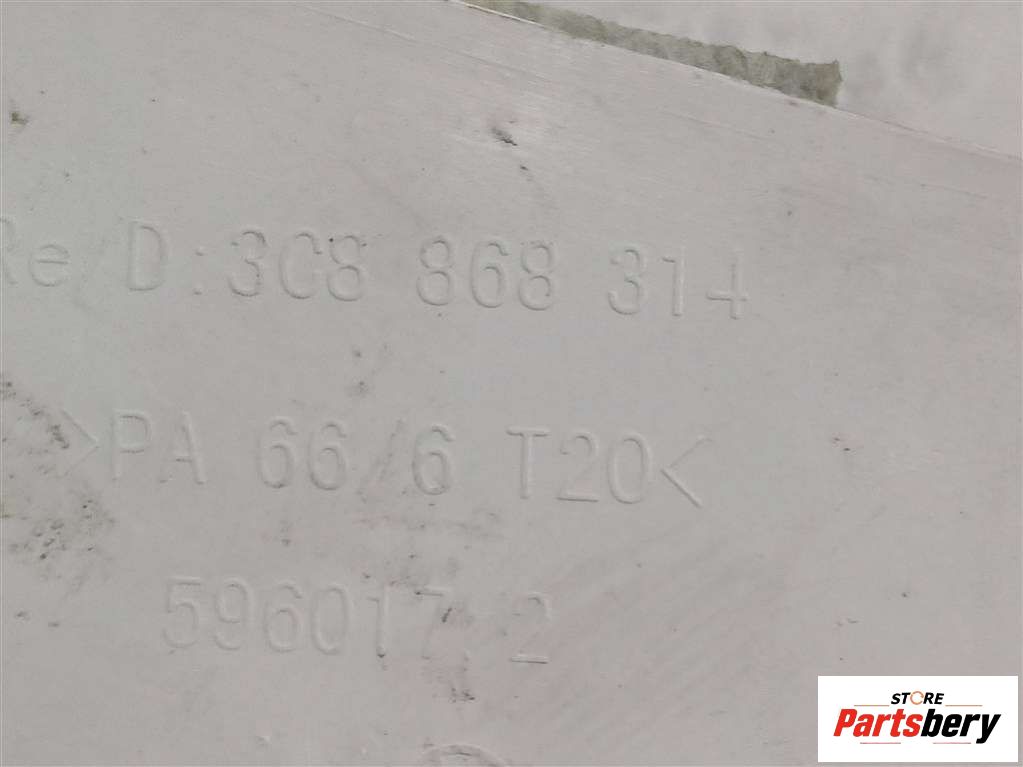 Re D:3C8 868 314
>PA 66/6 T20<
596017.2
STORE
Partsbery